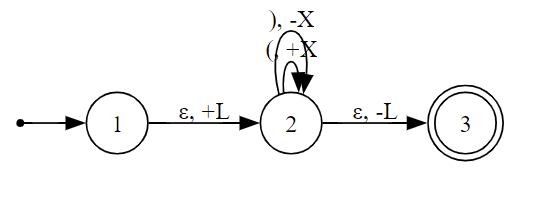 ), -X
(, +X
1
ε, +L
2
ε, -L
3